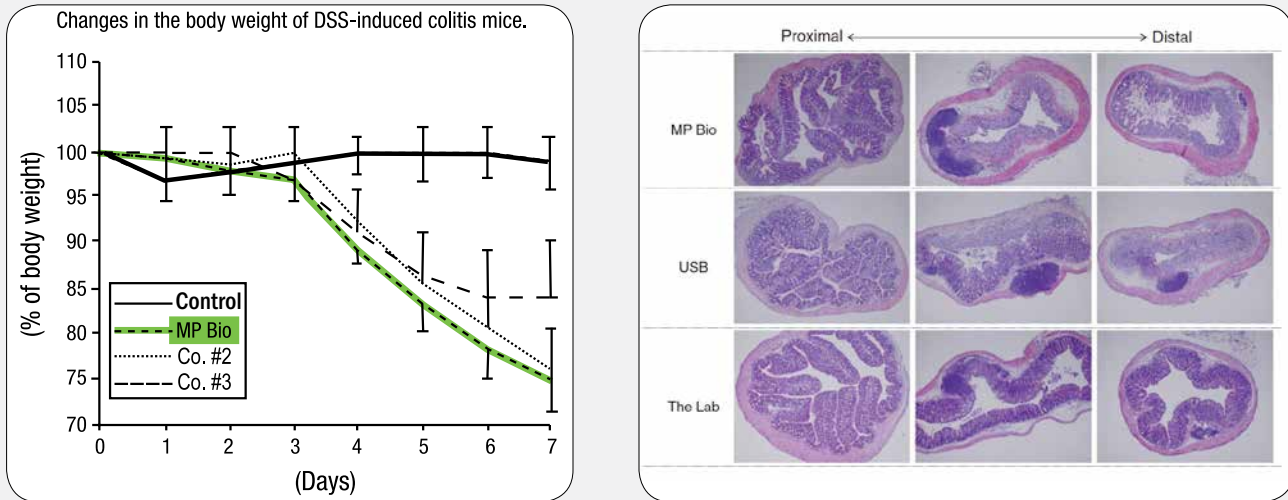 Changes in the body weight of DSS-induced colitis mice.
(% of body weight)
110
105
100
95
90
85
80
75
70
Control
MP Bio
Co. #2
Co. #3
0 1 2 3 4 5 6 7
(Days)
Proximal Distal
MP Bio
USB
The Lab